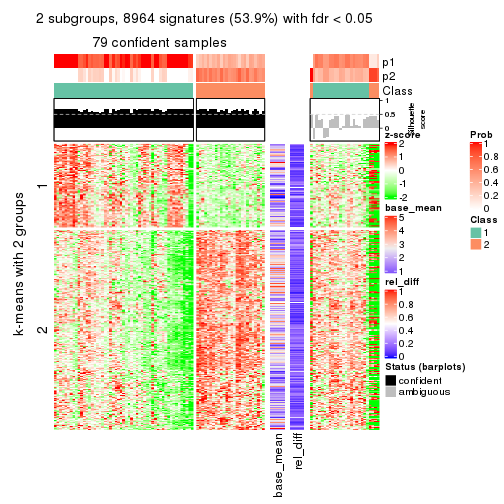 2 subgroups, 8964 signatures (53.9%) with fdr < 0.05
79 confident samples
p1
p2
Class
1
0.5
0
Silhouette
score
k-means with 2 groups
1
2
base_mean
rel_diff
z-score
2
1
0
-1
-2
base_mean
5
4
3
2
1
rel_diff
1
0.8
0.6
0.4
0.2
0
Status (barplots)
confident
ambiguous
Prob
1
0.8
0.6
0.4
0.2
0
Class
1
2